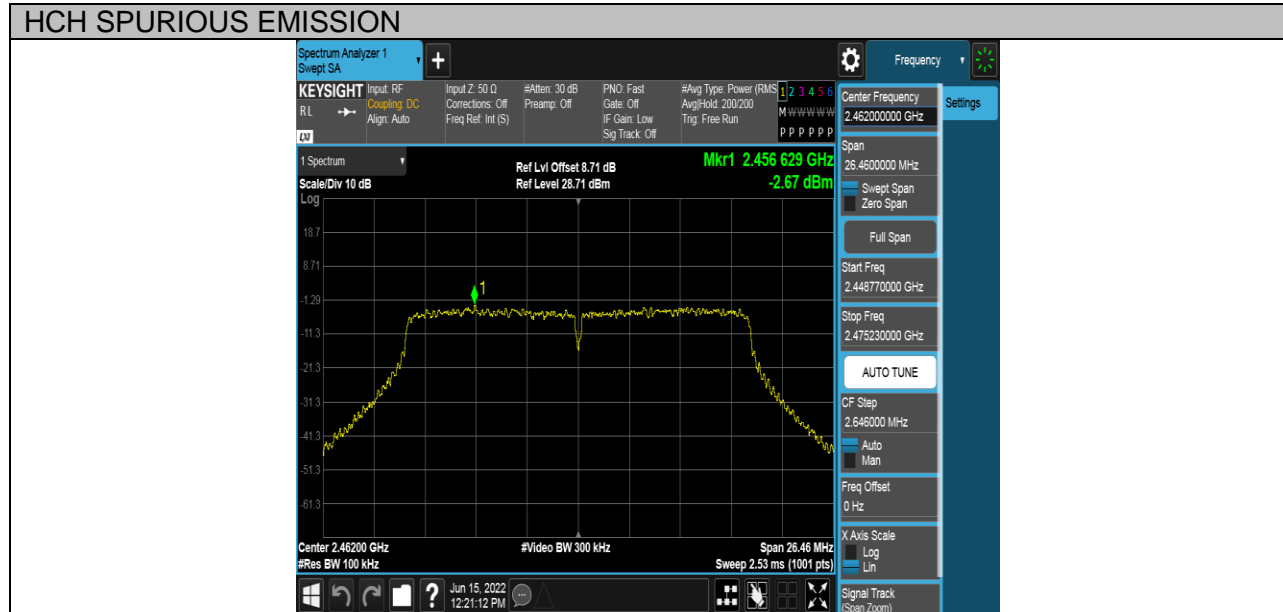 HCH SPURIOUS EMISSION
Spectrum Analyzer 1
Swept SA
+
Frequency
KEYSIGHT
RL
LXI
Input: RF
Coupling: DC
Align: Auto
Input Z: 50 Ω
Corrections: Off
Freq Ref: Int (S)
#Atten: 30 dB
Preamp: Off
PNO: Fast
Gate: Off
IF Gain: Low
Sig Track: Off
#Avg Type: Power (RMS
Avg|Hold: 200/200
Trig: Free Run
1 2 3 4 5 6
M W W W W W
P P P P P P
1 Spectrum
Scale/Div 10 dB
Log
Ref Lvl Offset 8.71 dB
Ref Level 28.71 dBm
Mkr1 2.456 629 GHz
-2.67 dBm
18.7
8.71
-1.29
-11.3
-21.3
-31.3
-41.3
-51.3
-61.3
1
Center 2.46200 GHz
#Res BW 100 kHz
#Video BW 300 kHz
Span 26.46 MHz
Sweep 2.53 ms (1001 pts)
Center Frequency
2.462000000 GHz
Settings
Span
26.4600000 MHz
Swept Span
Zero Span
Full Span
Start Freq
2.448770000 GHz
Stop Freq
2.475230000 GHz
AUTO TUNE
CF Step
2.646000 MHz
Auto
Man
Freq Offset
0 Hz
X Axis Scale
Log
Lin
Signal Track
(Span Zoom)
?
Jun 15, 2022
12:21:12 PM